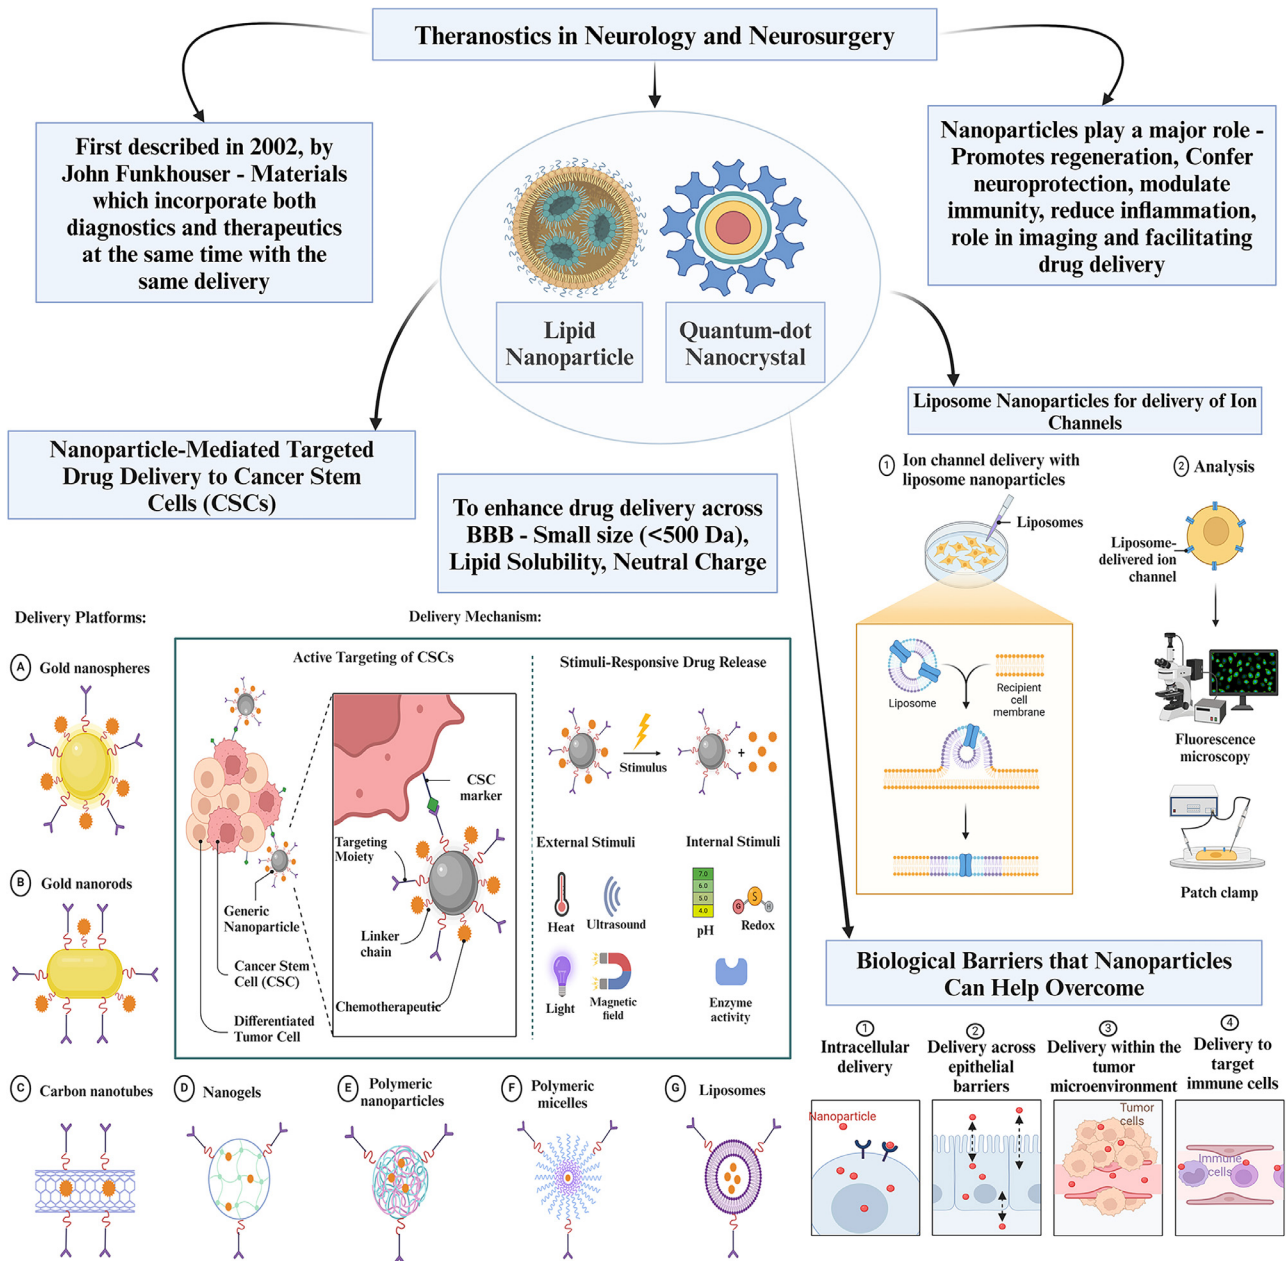 Theranostics in Neurology and Neurosurgery
First described in 2002, by
John Funkhouser - Materials
which incorporate both
diagnostics and therapeutics
at the same time with the
same delivery
Lipid
Nanoparticle
Quantum-dot
Nanocrystal
Nanoparticles play a major role -
Promotes regeneration, Confer
neuroprotection, modulate
immunity, reduce inflammation,
role in imaging and facilitating
drug delivery
Nanoparticle-Mediated Targeted
Drug Delivery to Cancer Stem
Cells (CSCs)
To enhance drug delivery across
BBB - Small size (<500 Da),
Lipid Solubility, Neutral Charge
Liposome Nanoparticles for delivery of Ion
Channels
1 Ion channel delivery with
liposome nanoparticles
Liposomes
2 Analysis
Liposome-
delivered ion
channel
Liposome
Recipient
cell
membrane
Fluorescence
microscopy
Patch clamp
Delivery Platforms:
A Gold nanospheres
B Gold nanorods
C Carbon nanotubes
D Nanogels
E Polymeric
nanoparticles
F Polymeric
micelles
G Liposomes
Delivery Mechanism:
Active Targeting of CSCs
Generic
Nanoparticle
Cancer Stem
Cell (CSC)
Differentiated
Tumor Cell
CSC
marker
Targeting
Moiety
Linker
chain
Chemotherapeutic
Stimuli-Responsive Drug Release
Stimulus
+
External Stimuli
Heat
Ultrasound
Light
Magnetic
field
Internal Stimuli
7.0
6.0
5.0
4.0
pH
G S S H
Redox
Enzyme
activity
Biological Barriers that Nanoparticles
Can Help Overcome
1
Intracellular
delivery
Nanoparticle
2
Delivery across
epithelial
barriers
3
Delivery within the
tumor
microenvironment
Tumor
cells
4
Delivery to
target
immune cells
Immune
cells